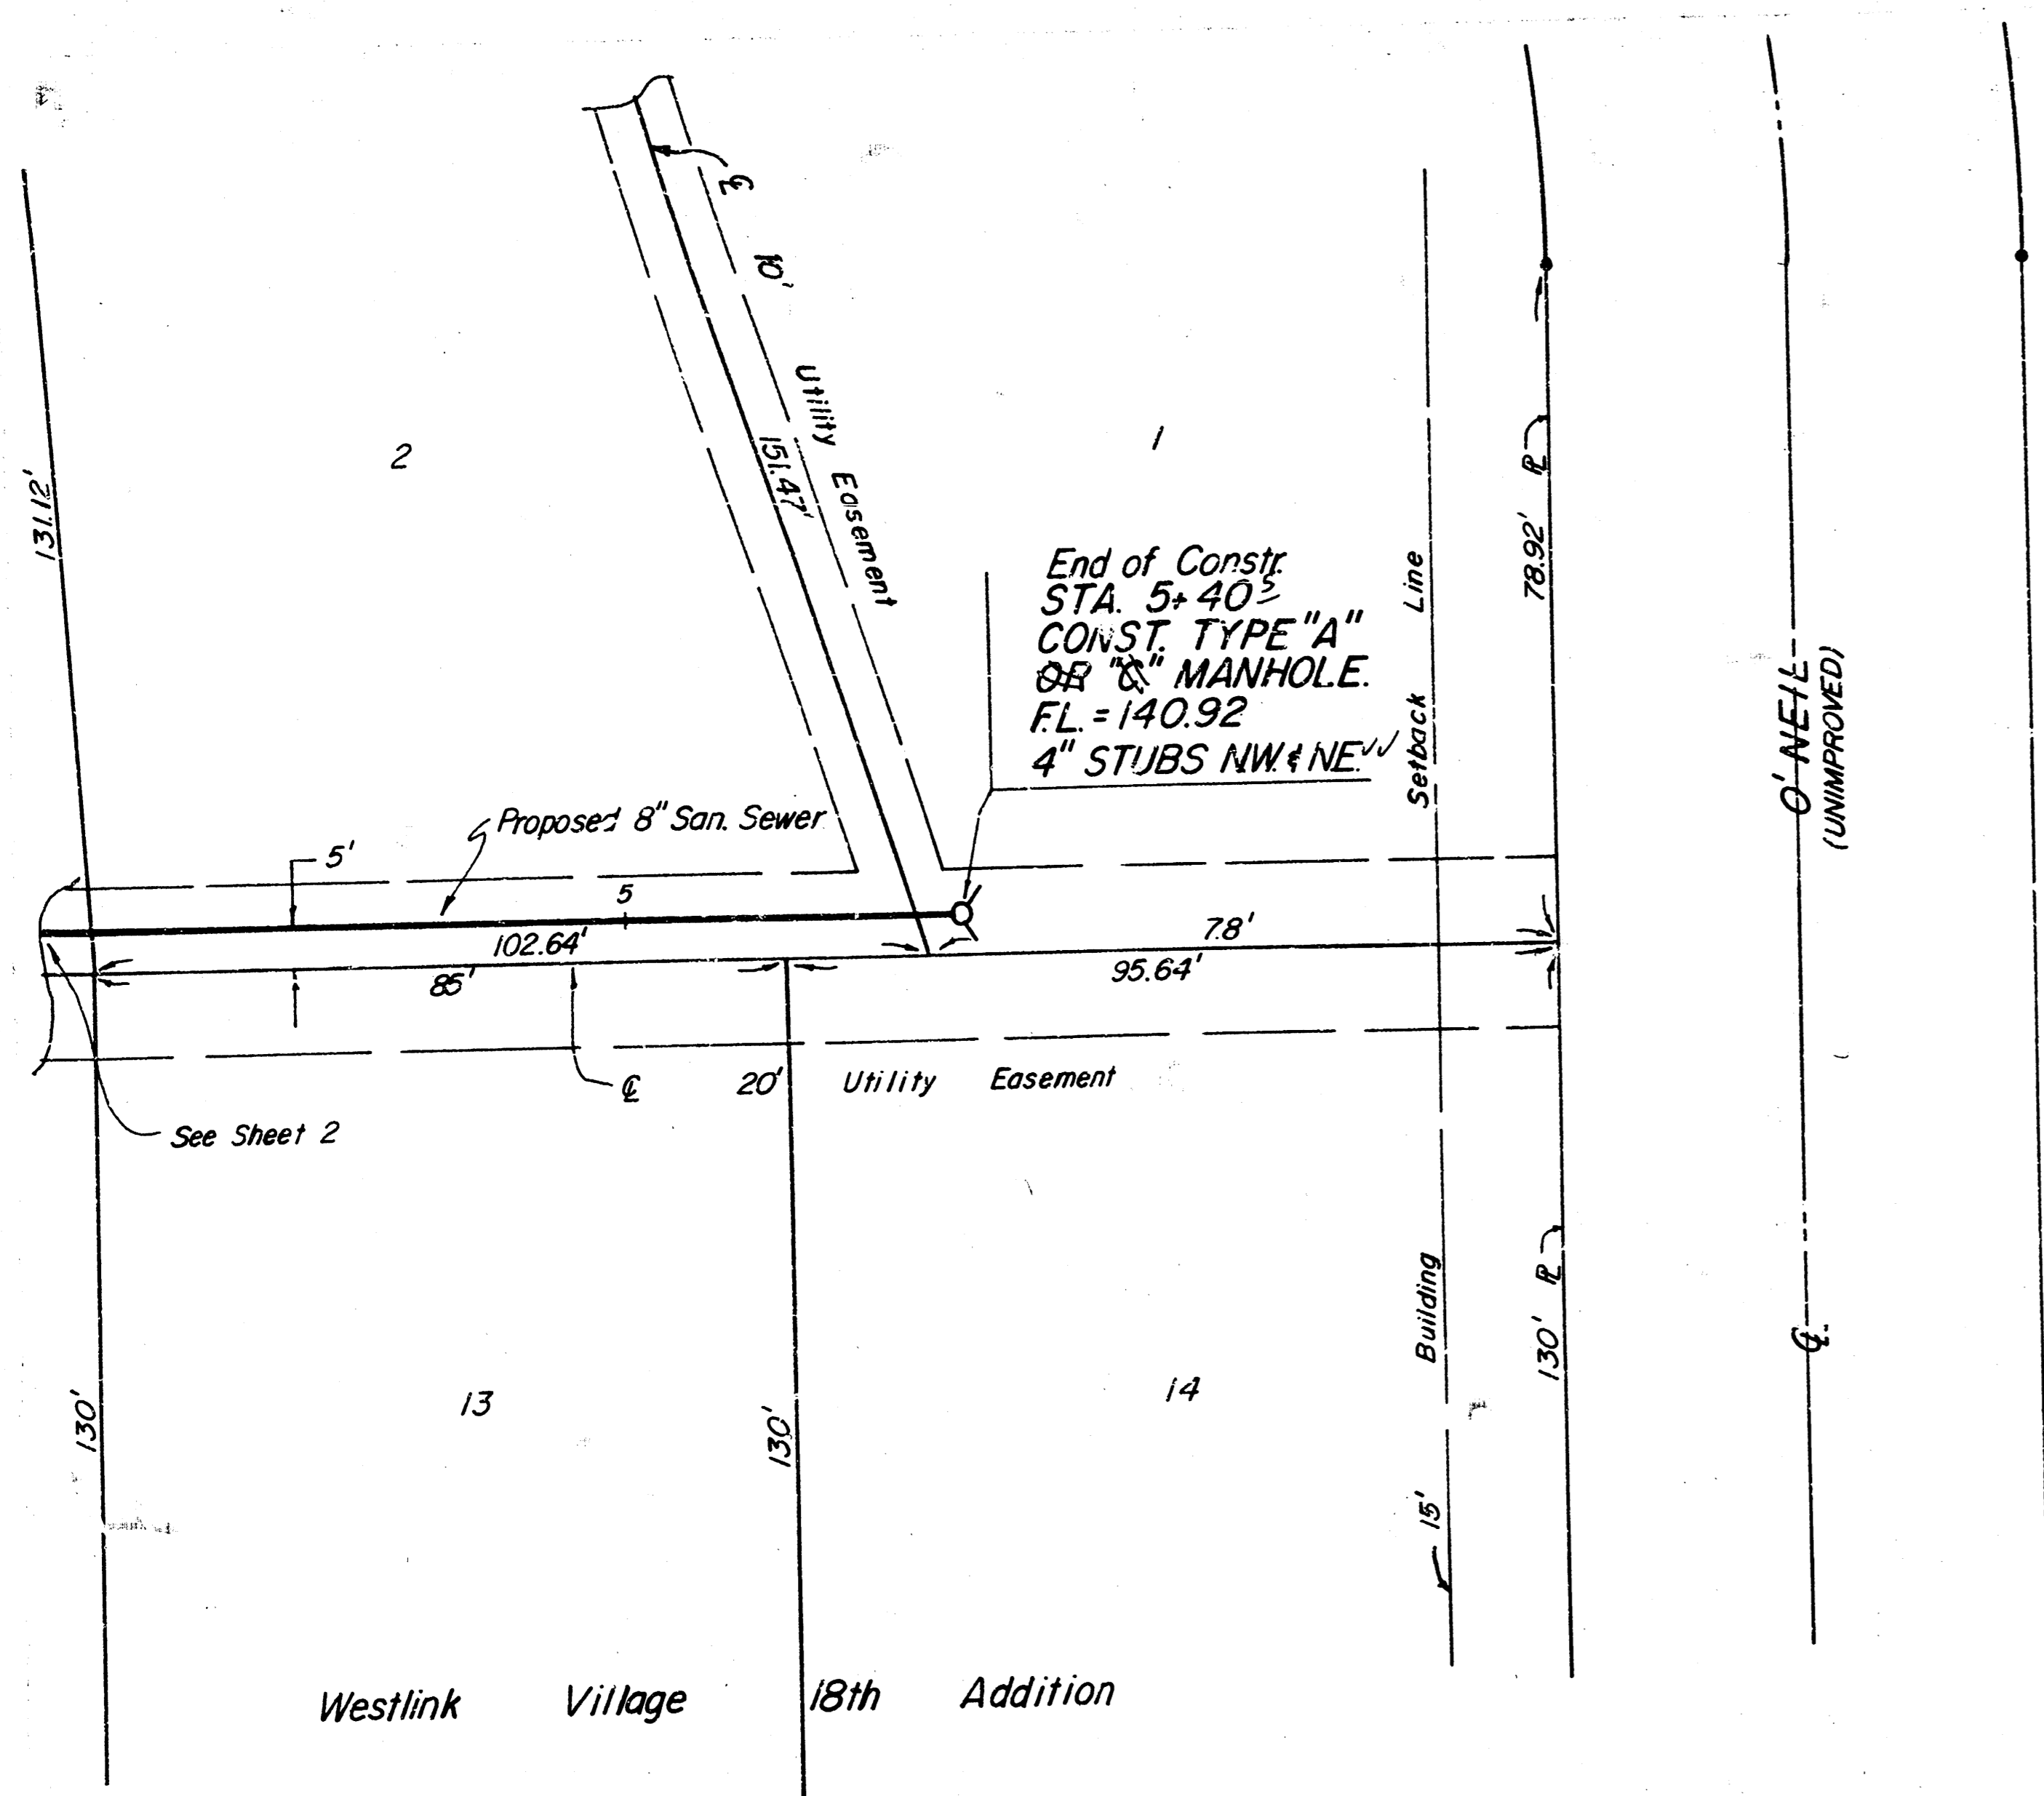 ℄
10' Utility Easement
151.47'
2
1
131.12'
End of Constr.
STA. 5+40⁵
CONST. TYPE "A"
OR "C" MANHOLE.
F.L. = 140.92
4" STUBS NW. & NE.
Setback Line
78.92' ⅊
O'NEIL
(UNIMPROVED)
Proposed 8" San. Sewer
5'
5
102.64'
78'
85'
95.64'
℄
20' Utility Easement
See Sheet 2
Building
130' ⅊
℄
130'
13
130'
14
15'
Westlink Village 18th Addition